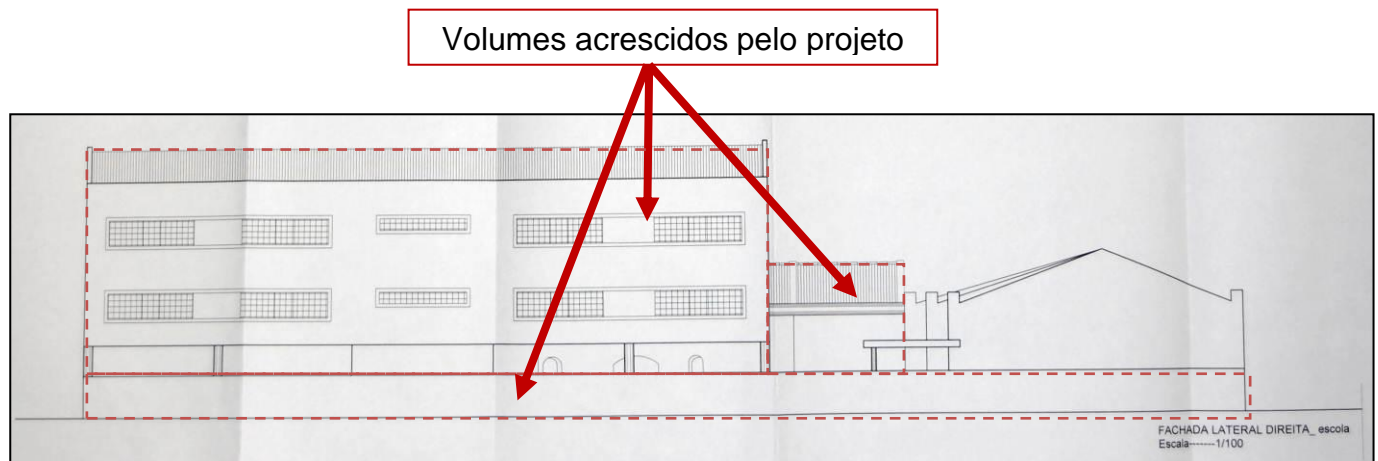 Volumes acrescidos pelo projeto
FACHADA LATERAL DIREITA_ escola
Escala-------1/100